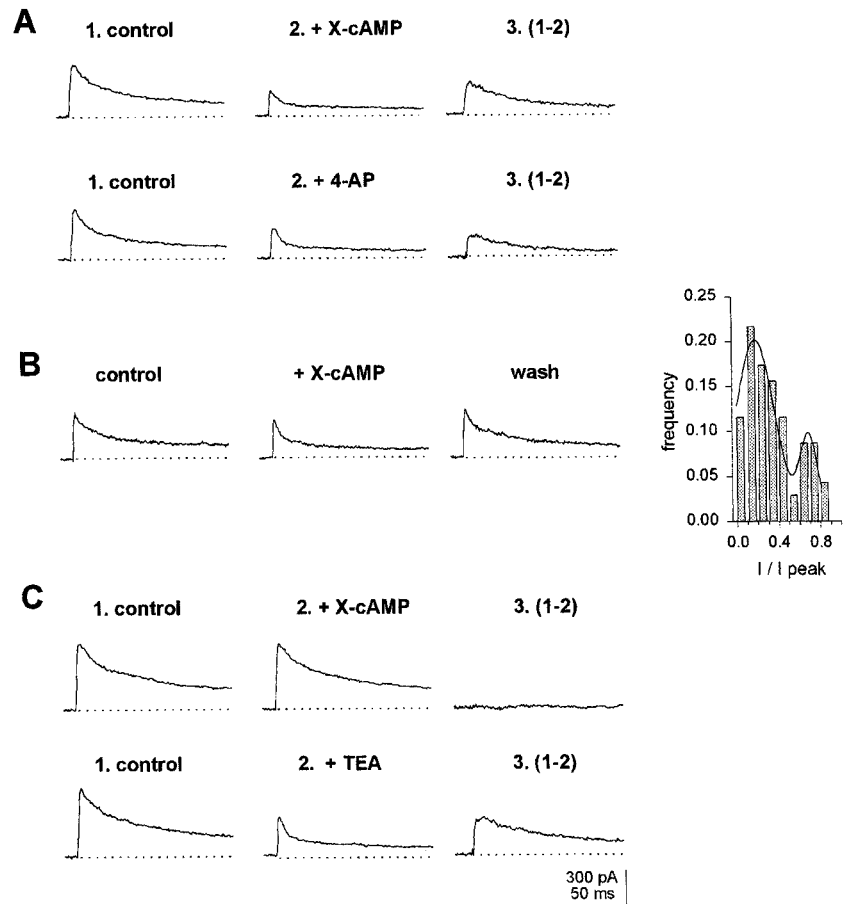 A
1. control
2. + X-cAMP
3. (1-2)
1. control
2. + 4-AP
3. (1-2)
B
control
+ X-cAMP
wash
frequency
0.25
0.20
0.15
0.10
0.05
0.00
0.0 0.4 0.8
I / I peak
C
1. control
2. + X-cAMP
3. (1-2)
1. control
2. + TEA
3. (1-2)
300 pA
50 ms